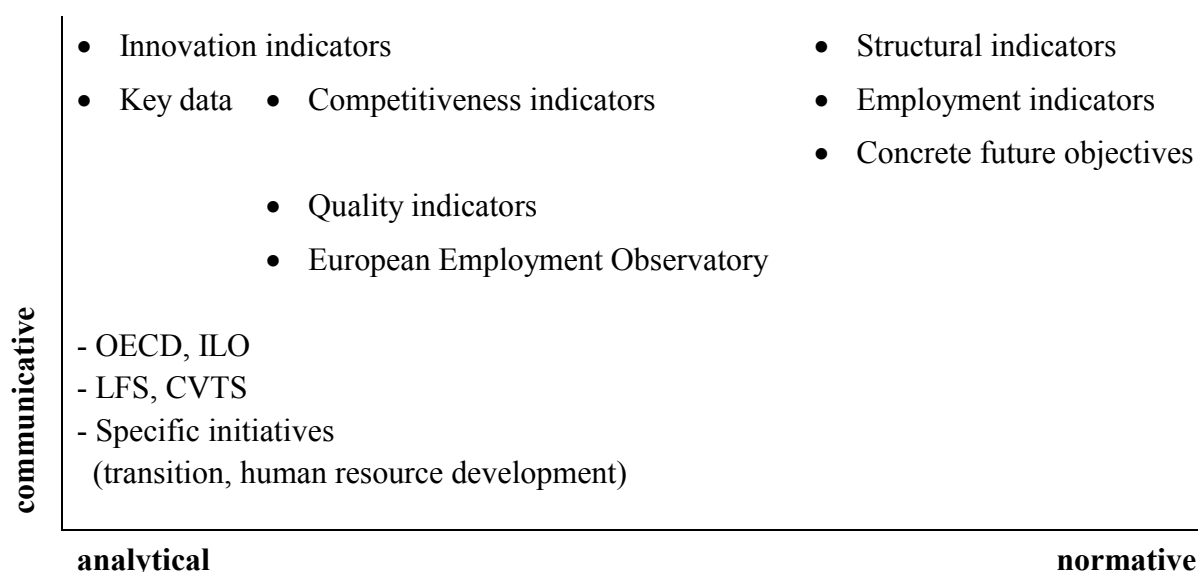 • Innovation indicators • Structural indicators
• Key data • Competitiveness indicators • Employment indicators
• Concrete future objectives
• Quality indicators
• European Employment Observatory
communicative
- OECD, ILO
- LFS, CVTS
- Specific initiatives
(transition, human resource development)
analytical normative